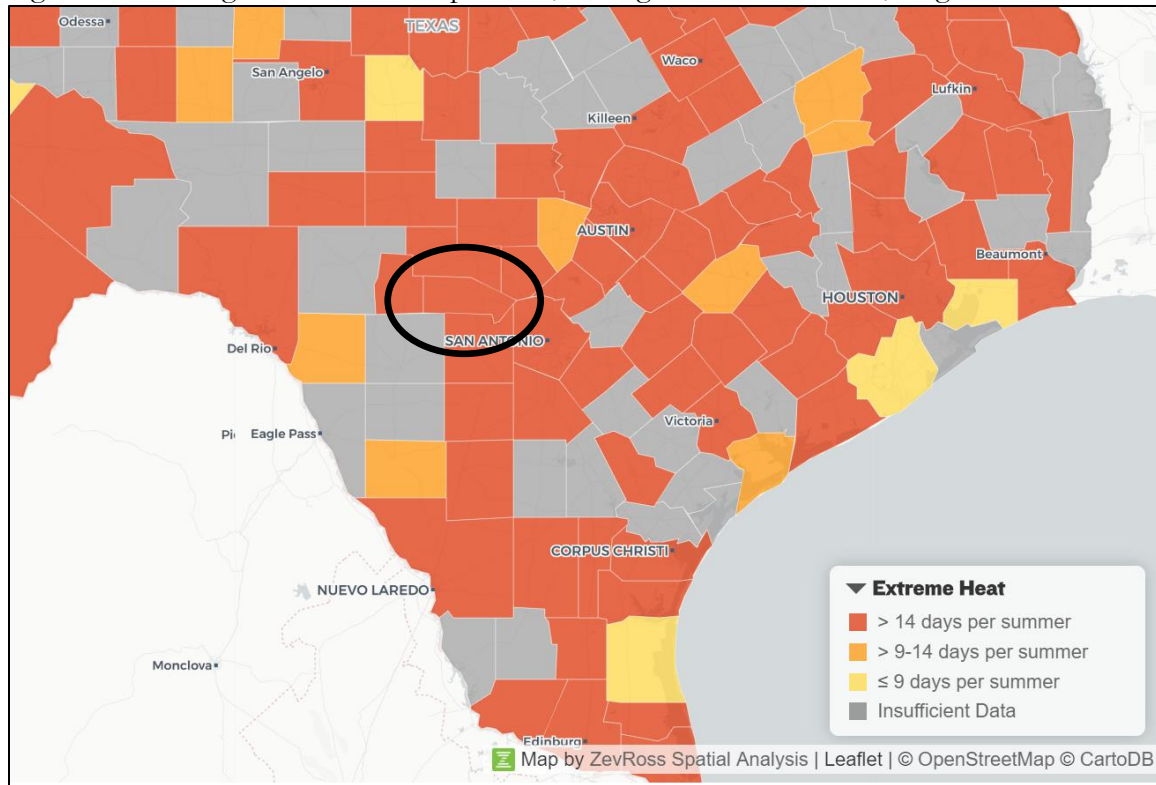 Odessa
TEXAS
Waco
San Angelo
Lufkin
Killeen
AUSTIN
Beaumont
HOUSTON
SAN ANTONIO
Del Rio
Victoria
Eagle Pass
CORPUS CHRISTI
NUEVO LAREDO
Monclova
Edinburg
Extreme Heat
> 14 days per summer
> 9-14 days per summer
≤ 9 days per summer
Insufficient Data
Map by ZevRoss Spatial Analysis | Leaflet | © OpenStreetMap © CartoDB